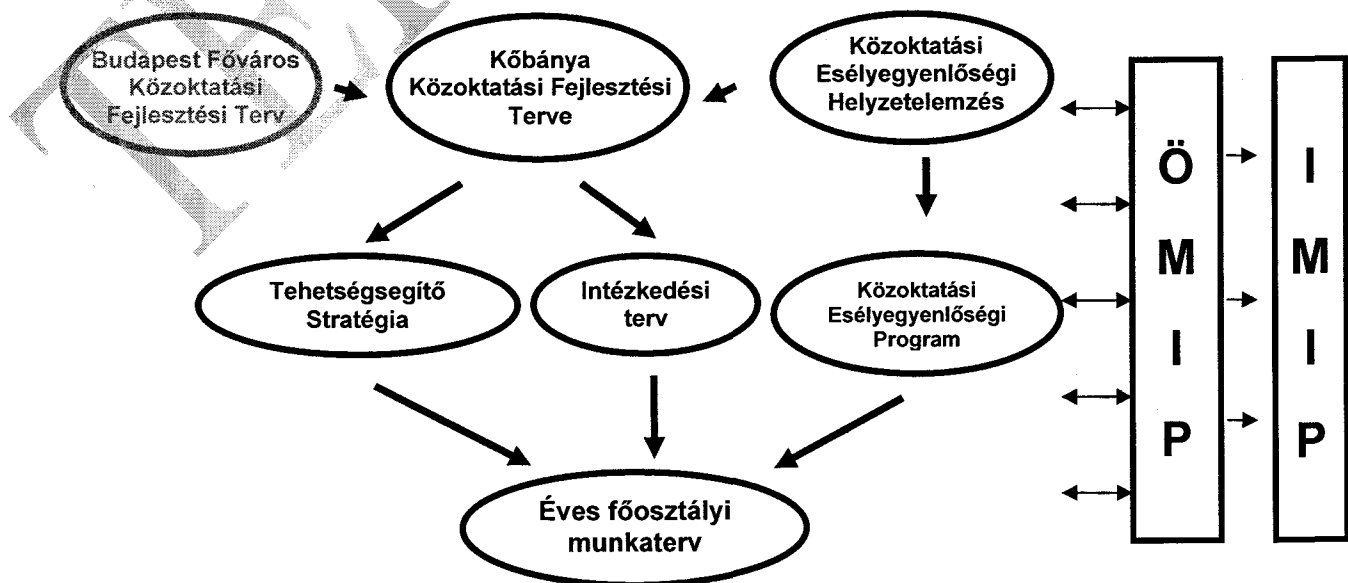 Budapest Főváros
Közoktatási
Fejlesztési Terv
Kőbánya
Közoktatási Fejlesztési
Terve
Közoktatási
Esélyegyenlőségi
Helyzetelemzés
Tehetségsegítő
Stratégia
Intézkedési
terv
Közoktatási
Esélyegyenlőségi
Program
Éves főosztályi
munkaterv
Ö
M
I
P
I
M
I
P